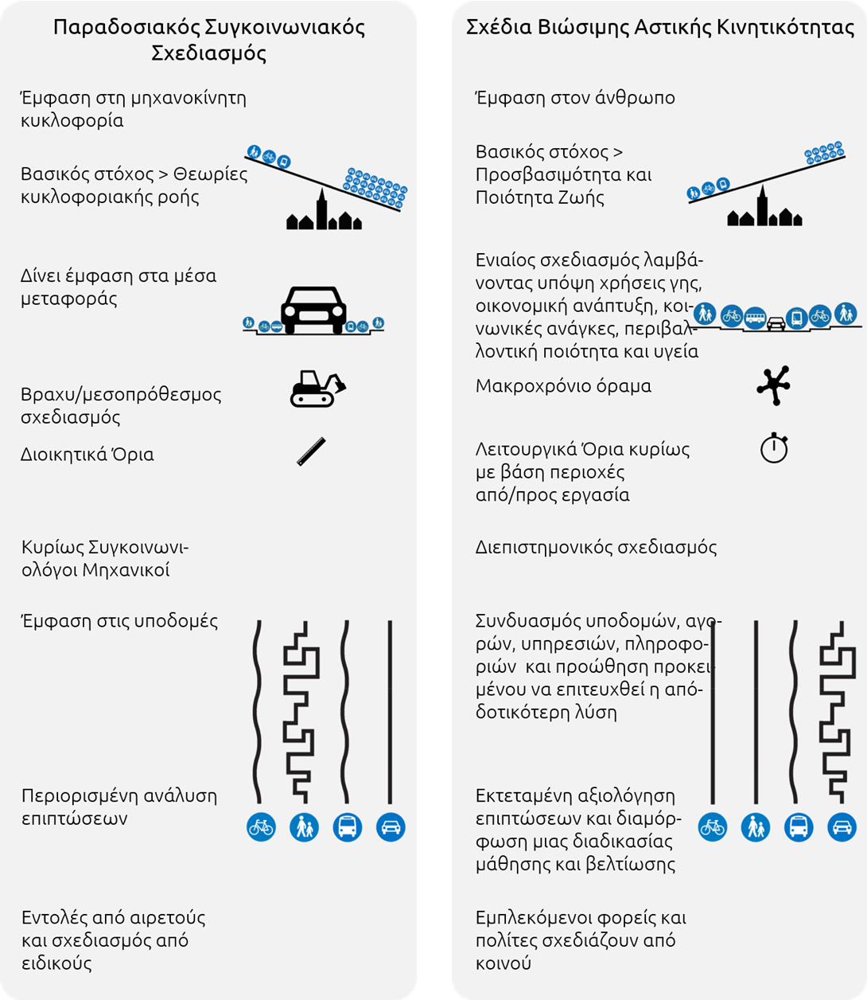 Παραδοσιακός Συγκοινωνιακός
Σχεδιασμός
Έμφαση στη μηχανοκίνητη
κυκλοφορία
Βασικός στόχος > Θεωρίες
κυκλοφοριακής ροής
Δίνει έμφαση στα μέσα
μεταφοράς
Βραχυ/μεσοπρόθεσμος
σχεδιασμός
Διοικητικά Όρια
Κυρίως Συγκοινωνι-
ολόγοι Μηχανικοί
Έμφαση στις υποδομές
Περιορισμένη ανάλυση
επιπτώσεων
Εντολές από αιρετούς
και σχεδιασμός από
ειδικούς
Σχέδια Βιώσιμης Αστικής Κινητικότητας
Έμφαση στον άνθρωπο
Βασικός στόχος >
Προσβασιμότητα και
Ποιότητα Ζωής
Ενιαίος σχεδιασμός λαμβά-
νοντας υπόψη χρήσεις γης,
οικονομική ανάπτυξη, κοι-
νωνικές ανάγκες, περιβαλ-
λοντική ποιότητα και υγεία
Μακροχρόνιο όραμα
Λειτουργικά Όρια κυρίως
με βάση περιοχές
από/προς εργασία
Διεπιστημονικός σχεδιασμός
Συνδυασμός υποδομών, αγο-
ρών, υπηρεσιών, πληροφο-
ριών και προώθηση προκει-
μένου να επιτευχθεί η από-
δοτικότερη λύση
Εκτεταμένη αξιολόγηση
επιπτώσεων και διαμόρ-
φωση μιας διαδικασίας
μάθησης και βελτίωσης
Εμπλεκόμενοι φορείς και
πολίτες σχεδιάζουν από
κοινού